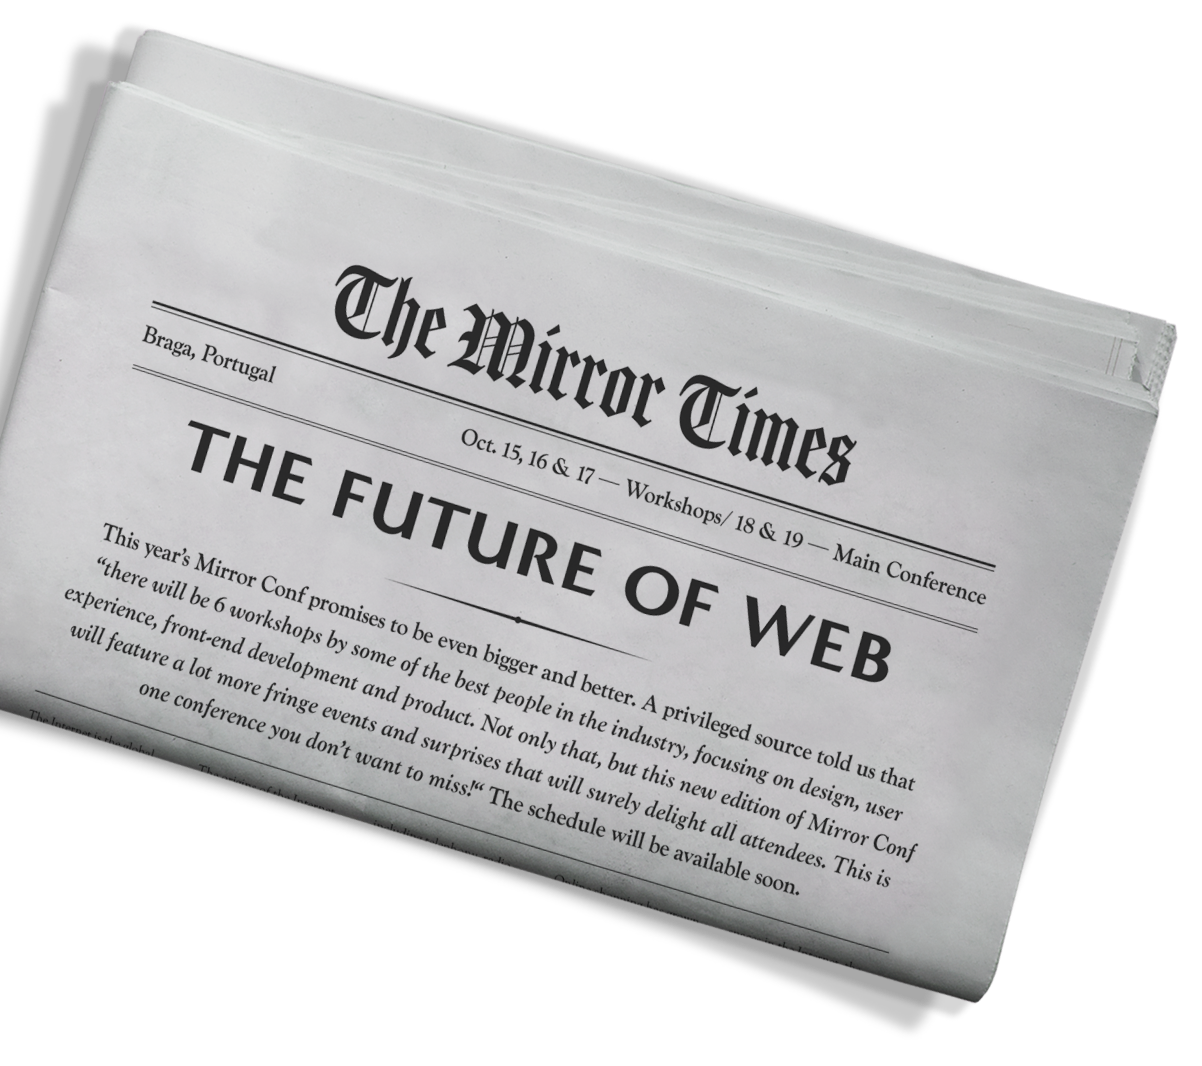 The Mirror Times
Braga, Portugal
Oct. 15, 16 & 17 — Workshops/ 18 & 19 — Main Conference
THE FUTURE OF WEB
This year’s Mirror Conf promises to be even bigger and better. A privileged source told us that
“there will be 6 workshops by some of the best people in the industry, focusing on design, user
experience, front-end development and product. Not only that, but this new edition of Mirror Conf
will feature a lot more fringe events and surprises that will surely delight all attendees. This is
one conference you don’t want to miss!“ The schedule will be available soon.
The Internet is the global